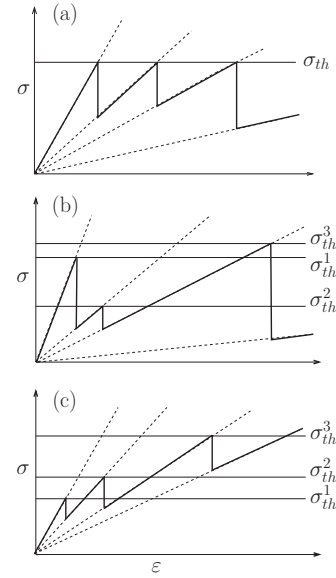 (a)
σ_th
σ
(b)
σ^3_th
σ^1_th
σ
σ^2_th
(c)
σ^3_th
σ
σ^2_th
σ^1_th
ε